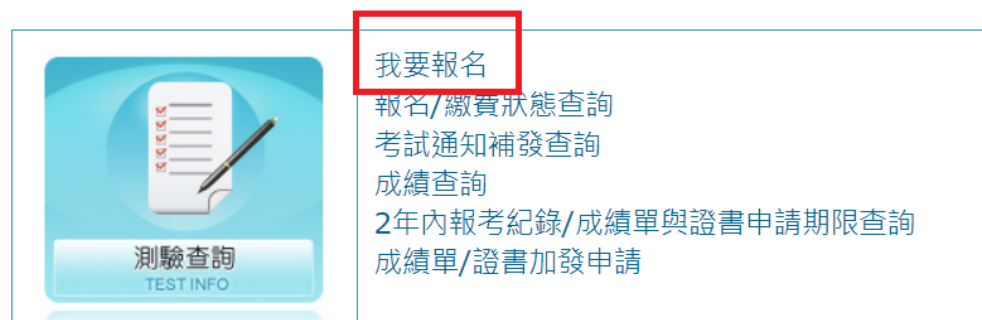 我要報名
報名/繳費狀態查詢
考試通知補發查詢
成績查詢
2年內報考紀錄/成績單與證書申請期限查詢
成績單/證書加發申請
測驗查詢
TEST INFO